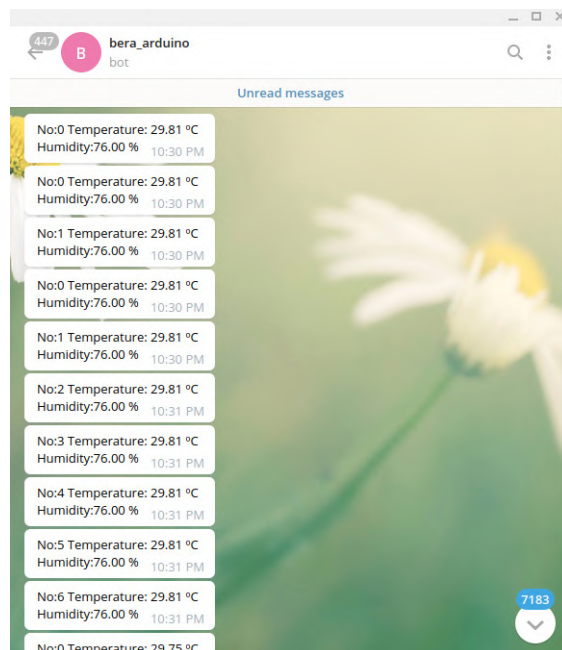 447
B
bera_arduino
bot
Unread messages
No:0 Temperature: 29.81 ºC
Humidity:76.00 % 10:30 PM
No:0 Temperature: 29.81 ºC
Humidity:76.00 % 10:30 PM
No:1 Temperature: 29.81 ºC
Humidity:76.00 % 10:30 PM
No:0 Temperature: 29.81 ºC
Humidity:76.00 % 10:30 PM
No:1 Temperature: 29.81 ºC
Humidity:76.00 % 10:30 PM
No:2 Temperature: 29.81 ºC
Humidity:76.00 % 10:31 PM
No:3 Temperature: 29.81 ºC
Humidity:76.00 % 10:31 PM
No:4 Temperature: 29.81 ºC
Humidity:76.00 % 10:31 PM
No:5 Temperature: 29.81 ºC
Humidity:76.00 % 10:31 PM
No:6 Temperature: 29.81 ºC
Humidity:76.00 % 10:31 PM
7183
No:0 Temperature: 29.75 ºC